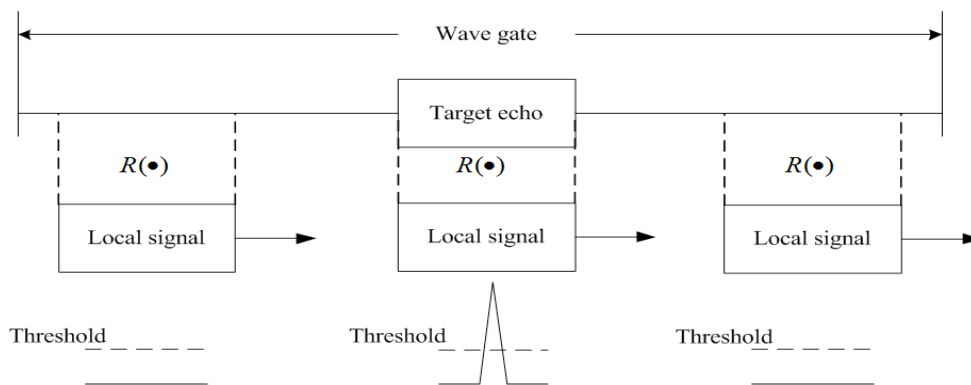 Wave gate
Target echo
R(•) R(•) R(•)
Local signal Local signal Local signal
Threshold Threshold Threshold